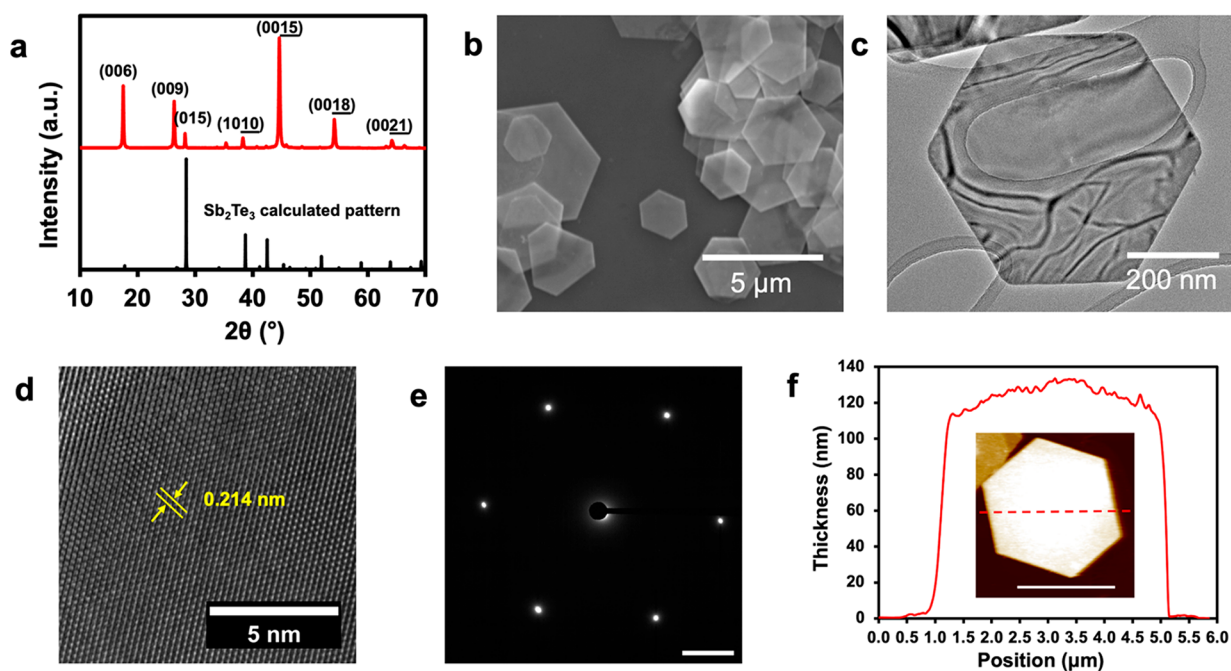 a
Intensity (a.u.)
(006)
(009)
(015)
(1010)
(0015)
(0018)
(0021)
Sb₂Te₃ calculated pattern
10 20 30 40 50 60 70
2θ (°)
b
5 µm
c
200 nm
d
0.214 nm
5 nm
e
f
Thickness (nm)
140
120
100
80
60
40
20
0
0.0 0.5 1.0 1.5 2.0 2.5 3.0 3.5 4.0 4.5 5.0 5.5 6.0
Position (µm)